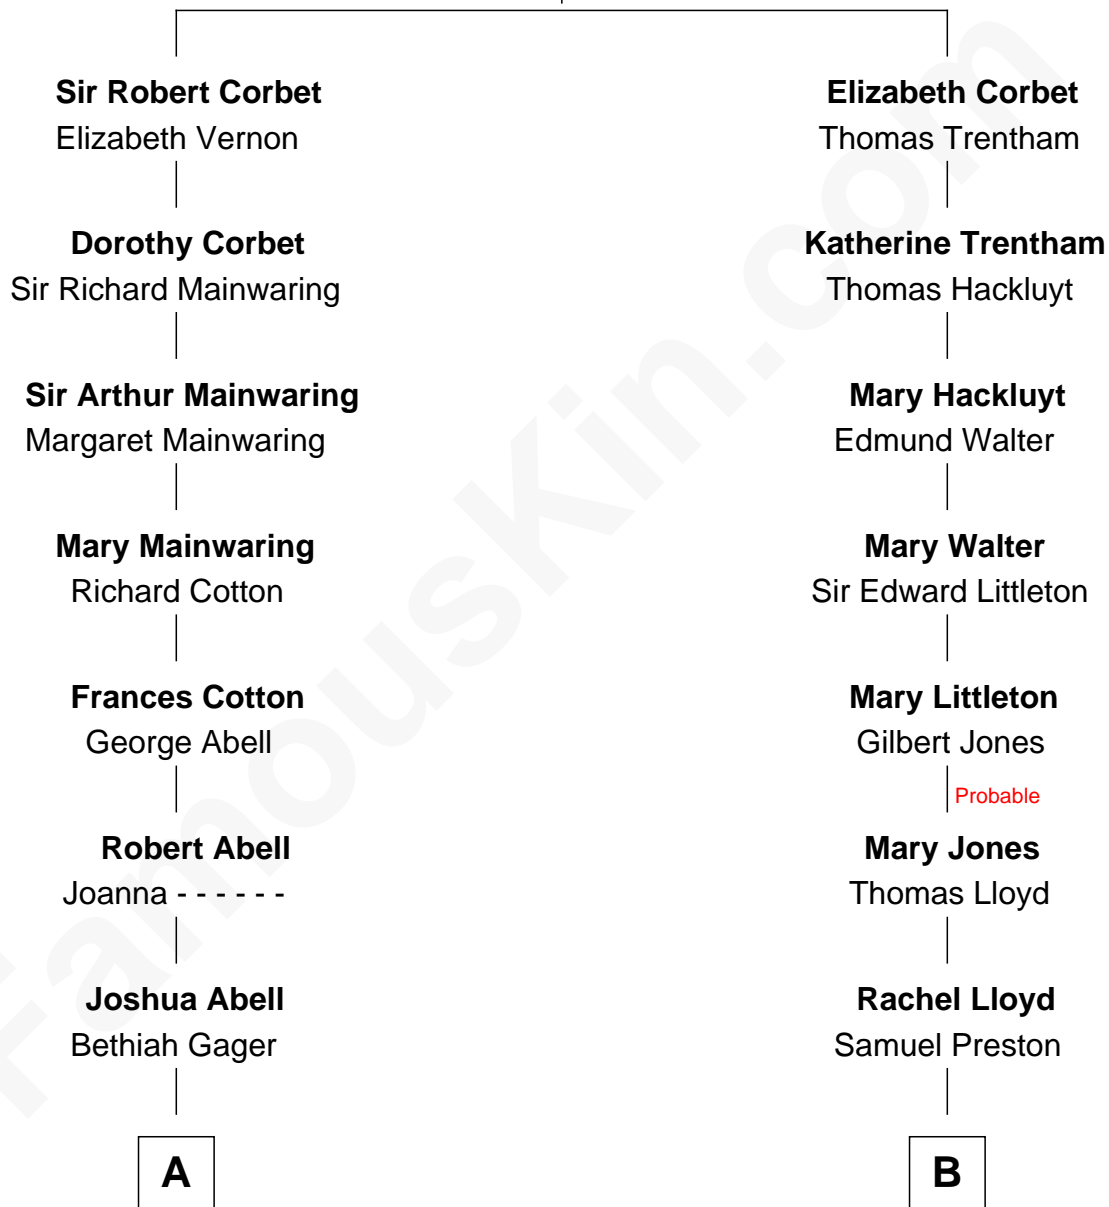 Sir Robert Corbet
Elizabeth Vernon
Dorothy Corbet
Sir Richard Mainwaring
Sir Arthur Mainwaring
Margaret Mainwaring
Mary Mainwaring
Richard Cotton
Frances Cotton
George Abell
Robert Abell
Joanna - - - - - -
Joshua Abell
Bethiah Gager
A
Elizabeth Corbet
Thomas Trentham
Katherine Trentham
Thomas Hackluyt
Mary Hackluyt
Edmund Walter
Mary Walter
Sir Edward Littleton
Mary Littleton
Gilbert Jones
Probable
Mary Jones
Thomas Lloyd
Rachel Lloyd
Samuel Preston
B
FamousKin.com